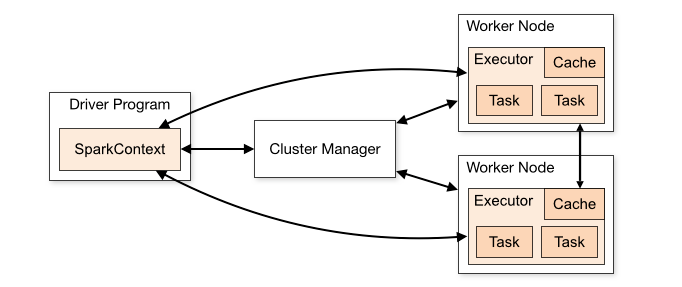 Driver Program
SparkContext
Cluster Manager
Worker Node
Executor
Cache
Task
Task
Worker Node
Executor
Cache
Task
Task